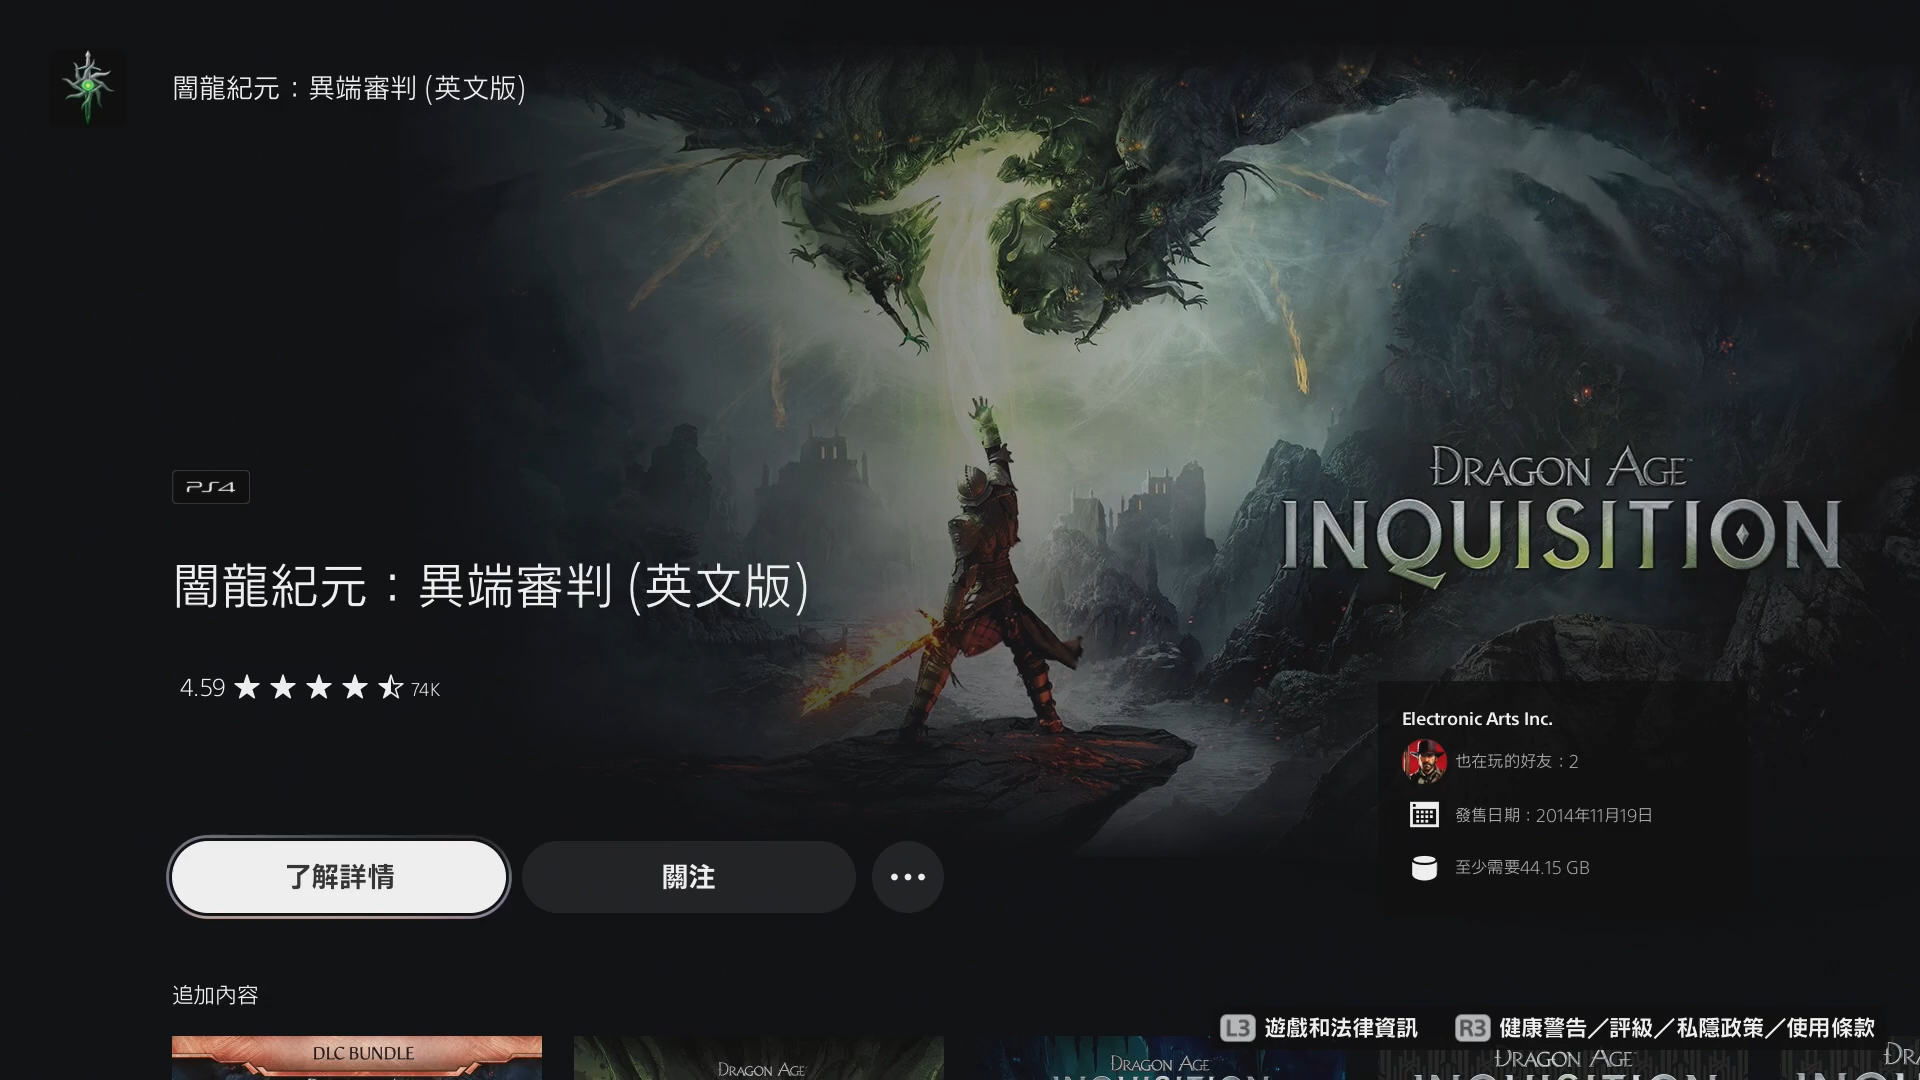 闇龍紀元：異端審判 (英文版)
DRAGON AGE™
INQUISITION
PS4
闇龍紀元：異端審判 (英文版)
4.59 ★★★★⯪ 74K
Electronic Arts Inc.
也在玩的好友：2
發售日期：2014年11月19日
至少需要44.15 GB
了解詳情
關注
•••
追加內容
L3 遊戲和法律資訊
R3 健康警告／評級／私隱政策／使用條款
DLC BUNDLE
DRAGON AGE
DRAGON AGE
INQUISITION
DRAGON AGE
INQUISITION